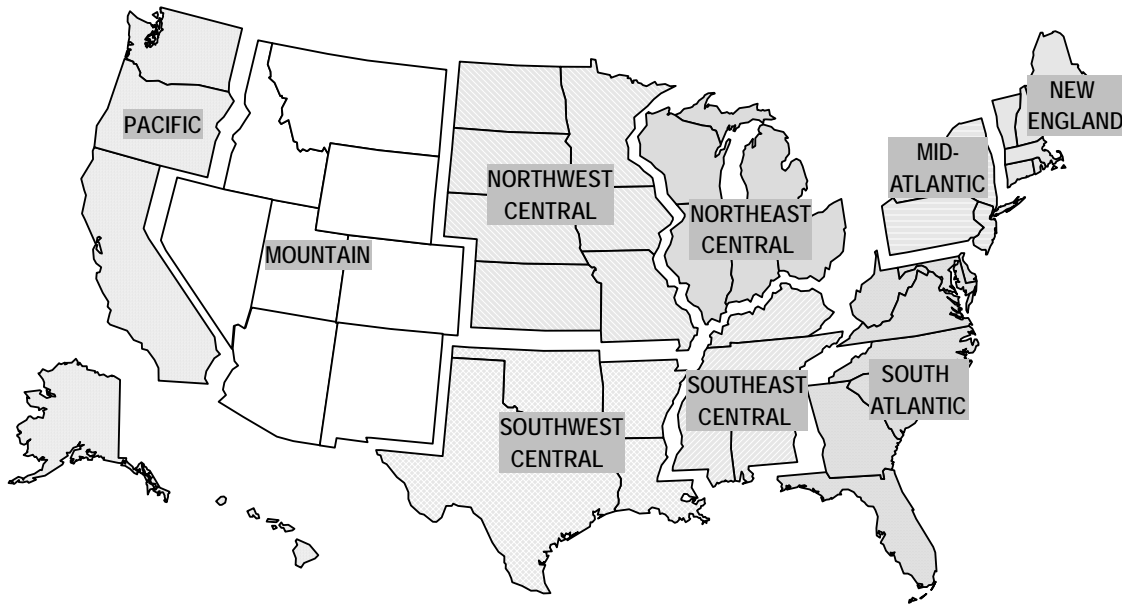 PACIFIC
MOUNTAIN
NORTHWEST
CENTRAL
SOUTHWEST
CENTRAL
NORTHEAST
CENTRAL
SOUTHEAST
CENTRAL
NEW
ENGLAND
MID-
ATLANTIC
SOUTH
ATLANTIC